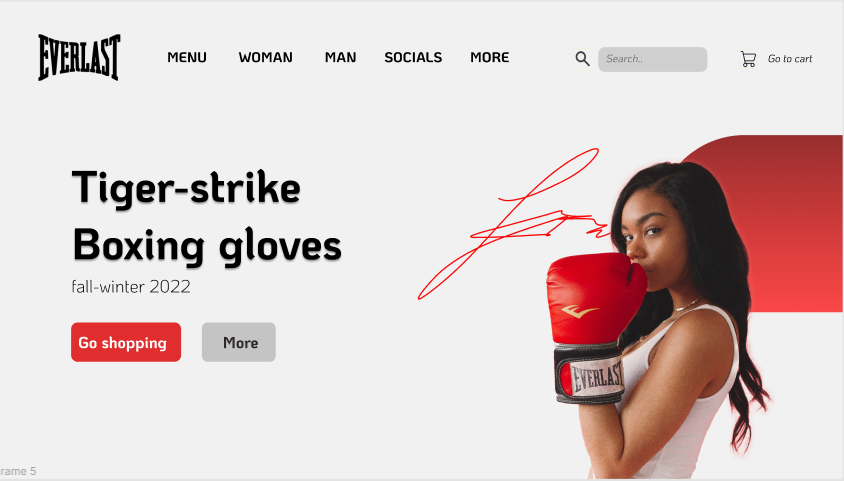 EVERLAST
MENU WOMAN MAN SOCIALS MORE
Search..
Go to cart
Tiger-strike
Boxing gloves
fall-winter 2022
Go shopping
More
EVERLAST
rame 5